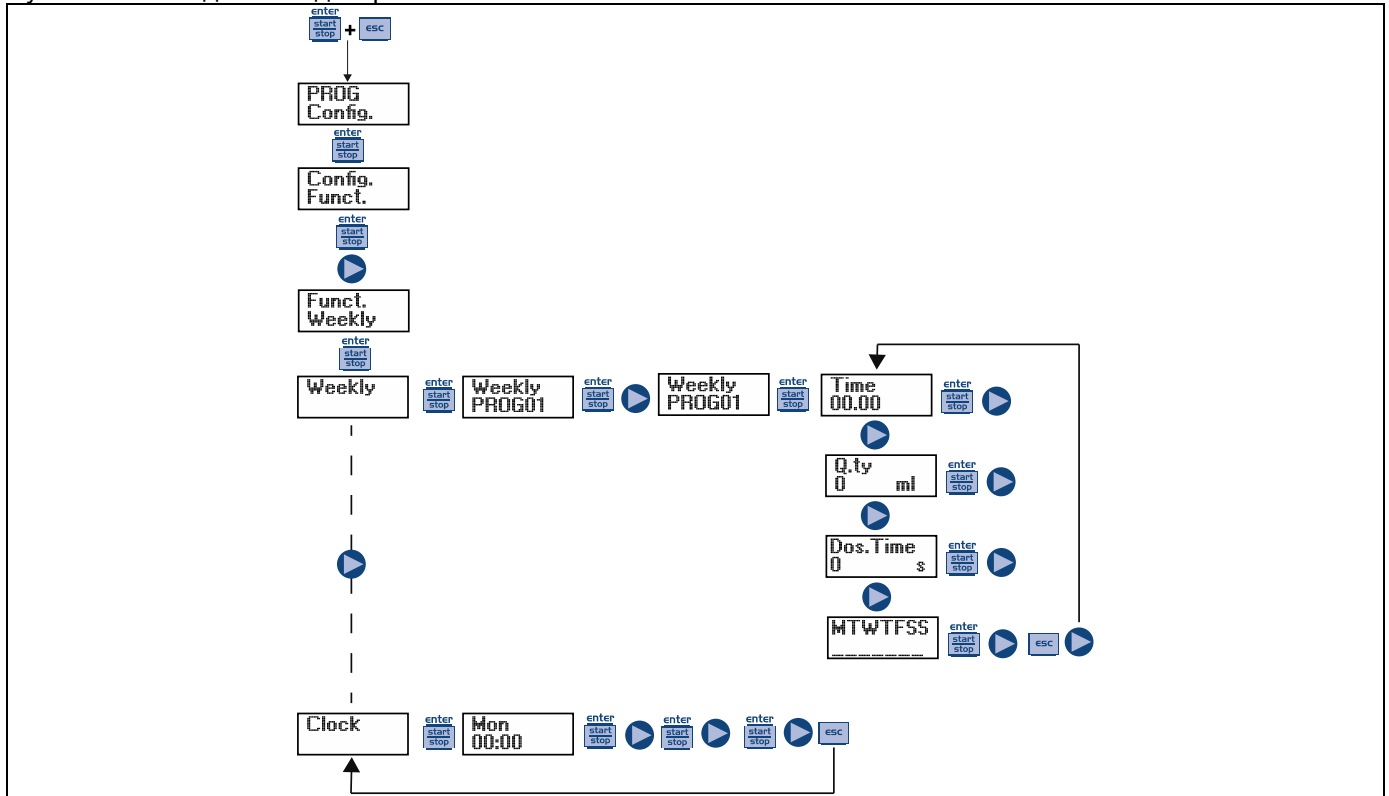 enter
start
stop
+
esc
PROG
Config.
enter
start
stop
Config.
Funct.
enter
start
stop
Funct.
Weekly
enter
start
stop
Weekly
enter
start
stop
Weekly
PROG01
enter
start
stop
Weekly
PROG01
enter
start
stop
Time
00.00
enter
start
stop
Q.ty
0 ml
enter
start
stop
Dos.Time
0 s
enter
start
stop
MTWTFSS
_______
enter
start
stop
esc
Clock
enter
start
stop
Mon
00:00
enter
start
stop
enter
start
stop
enter
start
stop
esc